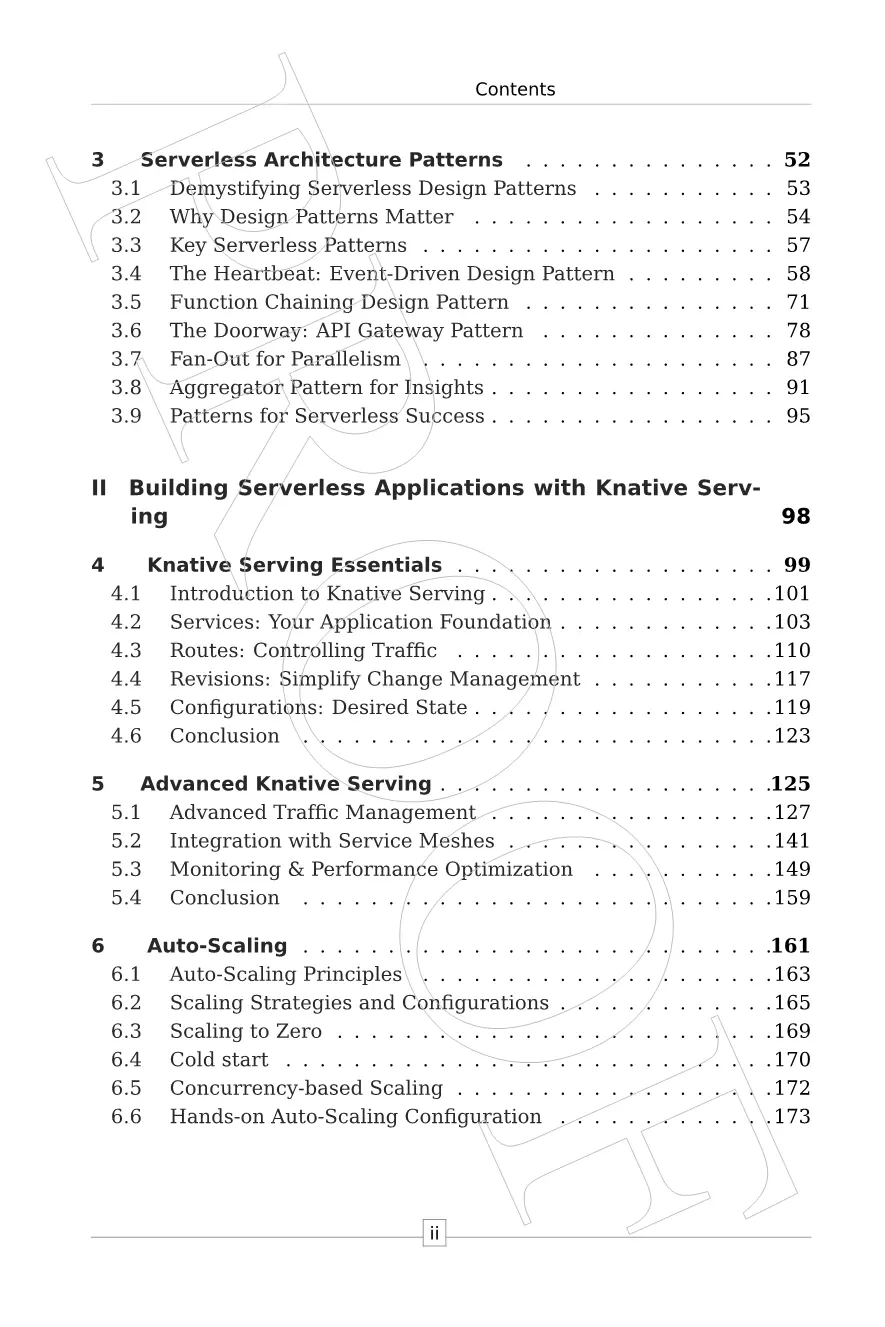 Contents
3 Serverless Architecture Patterns . . . . . . . . . . . . . . . 52
3.1 Demystifying Serverless Design Patterns . . . . . . . . . . . 53
3.2 Why Design Patterns Matter . . . . . . . . . . . . . . . . . . 54
3.3 Key Serverless Patterns . . . . . . . . . . . . . . . . . . . . . 57
3.4 The Heartbeat: Event-Driven Design Pattern . . . . . . . . . 58
3.5 Function Chaining Design Pattern . . . . . . . . . . . . . . . 71
3.6 The Doorway: API Gateway Pattern . . . . . . . . . . . . . . 78
3.7 Fan-Out for Parallelism . . . . . . . . . . . . . . . . . . . . . 87
3.8 Aggregator Pattern for Insights . . . . . . . . . . . . . . . . . 91
3.9 Patterns for Serverless Success . . . . . . . . . . . . . . . . . 95
II Building Serverless Applications with Knative Serv-
ing 98
4 Knative Serving Essentials . . . . . . . . . . . . . . . . . . . 99
4.1 Introduction to Knative Serving . . . . . . . . . . . . . . . . .101
4.2 Services: Your Application Foundation . . . . . . . . . . . . .103
4.3 Routes: Controlling Traffic . . . . . . . . . . . . . . . . . . .110
4.4 Revisions: Simplify Change Management . . . . . . . . . . .117
4.5 Configurations: Desired State . . . . . . . . . . . . . . . . . .119
4.6 Conclusion . . . . . . . . . . . . . . . . . . . . . . . . . . . .123
5 Advanced Knative Serving . . . . . . . . . . . . . . . . . . . .125
5.1 Advanced Traffic Management . . . . . . . . . . . . . . . . .127
5.2 Integration with Service Meshes . . . . . . . . . . . . . . . .141
5.3 Monitoring & Performance Optimization . . . . . . . . . . .149
5.4 Conclusion . . . . . . . . . . . . . . . . . . . . . . . . . . . .159
6 Auto-Scaling . . . . . . . . . . . . . . . . . . . . . . . . . . . .161
6.1 Auto-Scaling Principles . . . . . . . . . . . . . . . . . . . . .163
6.2 Scaling Strategies and Configurations . . . . . . . . . . . . .165
6.3 Scaling to Zero . . . . . . . . . . . . . . . . . . . . . . . . . .169
6.4 Cold start . . . . . . . . . . . . . . . . . . . . . . . . . . . . .170
6.5 Concurrency-based Scaling . . . . . . . . . . . . . . . . . . .172
6.6 Hands-on Auto-Scaling Configuration . . . . . . . . . . . . .173
ii
PROOF